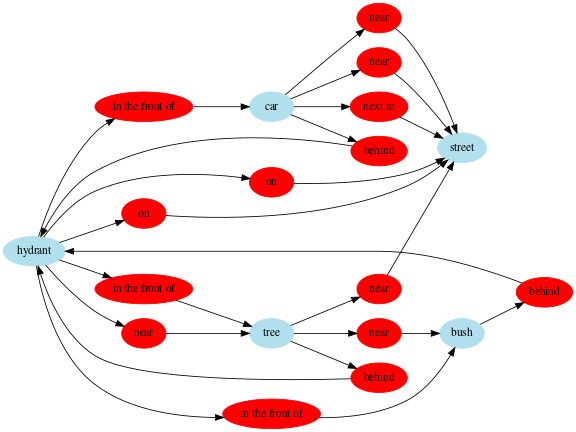 near
near
in the front of
car
next to
street
behind
on
on
hydrant
in the front of
near
behind
near
tree
near
bush
behind
in the front of